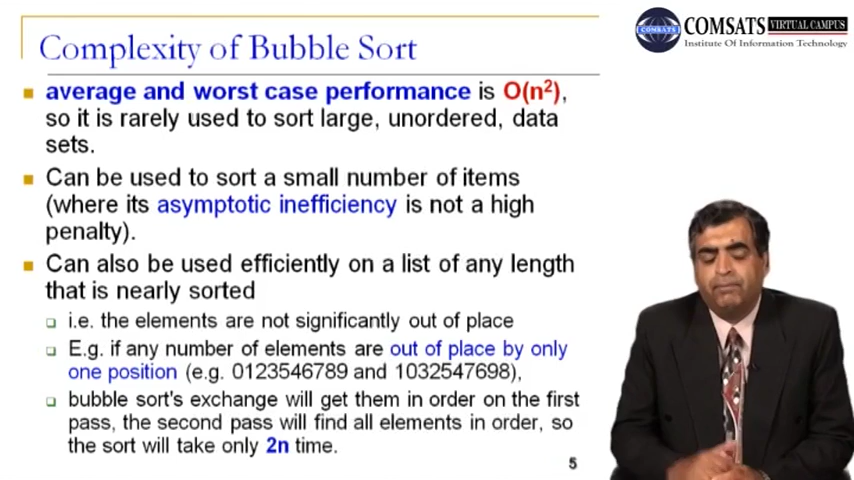 Complexity of Bubble Sort
COMSATS VIRTUAL CAMPUS
Institute Of Information Technology
COMSATS
average and worst case performance is O(n²),
so it is rarely used to sort large, unordered, data
sets.
Can be used to sort a small number of items
(where its asymptotic inefficiency is not a high
penalty).
Can also be used efficiently on a list of any length
that is nearly sorted
i.e. the elements are not significantly out of place
E.g. if any number of elements are out of place by only
one position (e.g. 0123546789 and 1032547698),
bubble sort's exchange will get them in order on the first
pass, the second pass will find all elements in order, so
the sort will take only 2n time.
5